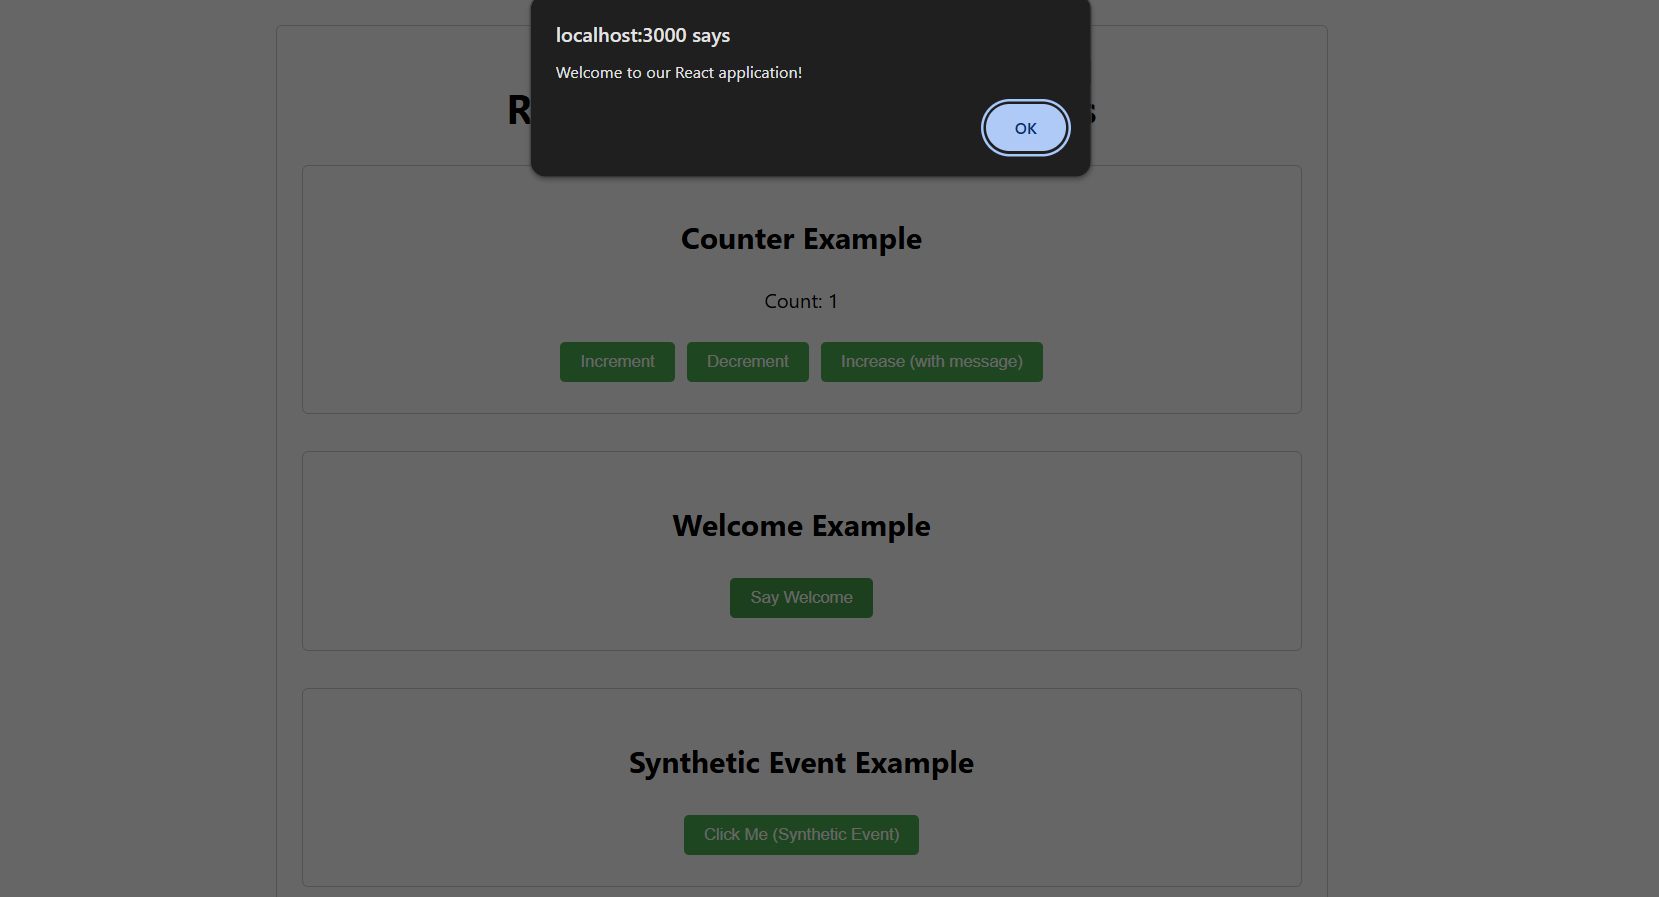 localhost:3000 says
Welcome to our React application!
OK
Counter Example
Count: 1
Increment
Decrement
Increase (with message)
Welcome Example
Say Welcome
Synthetic Event Example
Click Me (Synthetic Event)